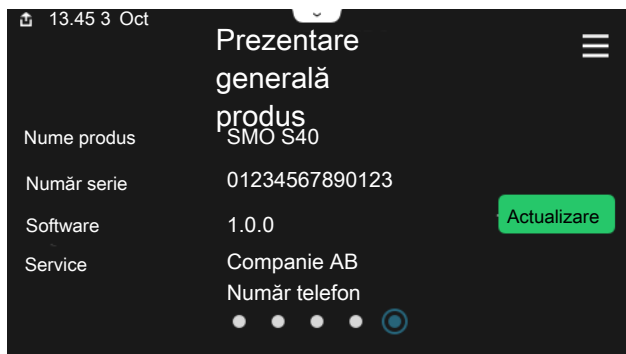 13.45 3 Oct
Prezentare
generală
produs
Nume produs SMO S40
Număr serie 01234567890123
Software 1.0.0 Actualizare
Service Companie AB
Număr telefon